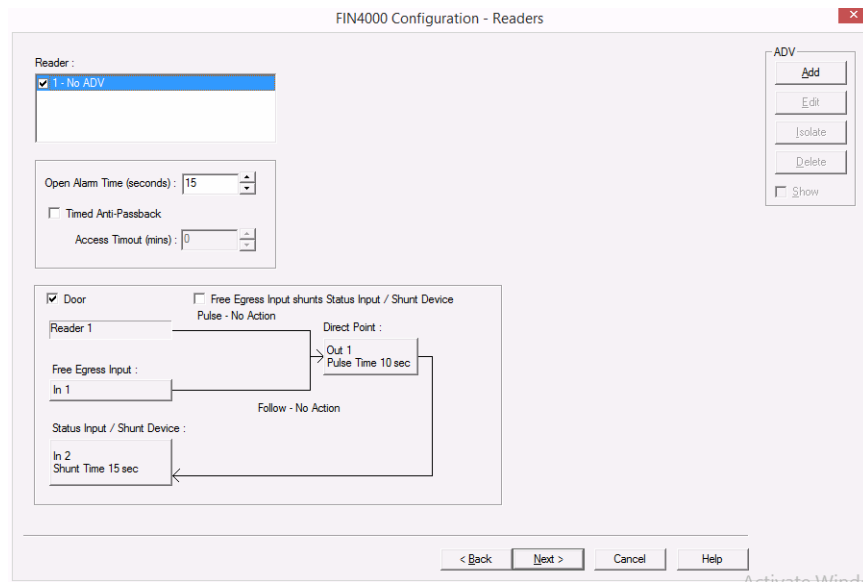 FIN4000 Configuration - Readers
Reader :
1 - No ADV
ADV
Add
Edit
Isolate
Delete
Show
Open Alarm Time (seconds) : 15
Timed Anti-Passback
Access Timout (mins) : 0
Door
Free Egress Input shunts Status Input / Shunt Device
Pulse - No Action
Reader 1
Direct Point :
Out 1
Pulse Time 10 sec
Free Egress Input :
In 1
Follow - No Action
Status Input / Shunt Device :
In 2
Shunt Time 15 sec
< Back
Next >
Cancel
Help
Activate Wind